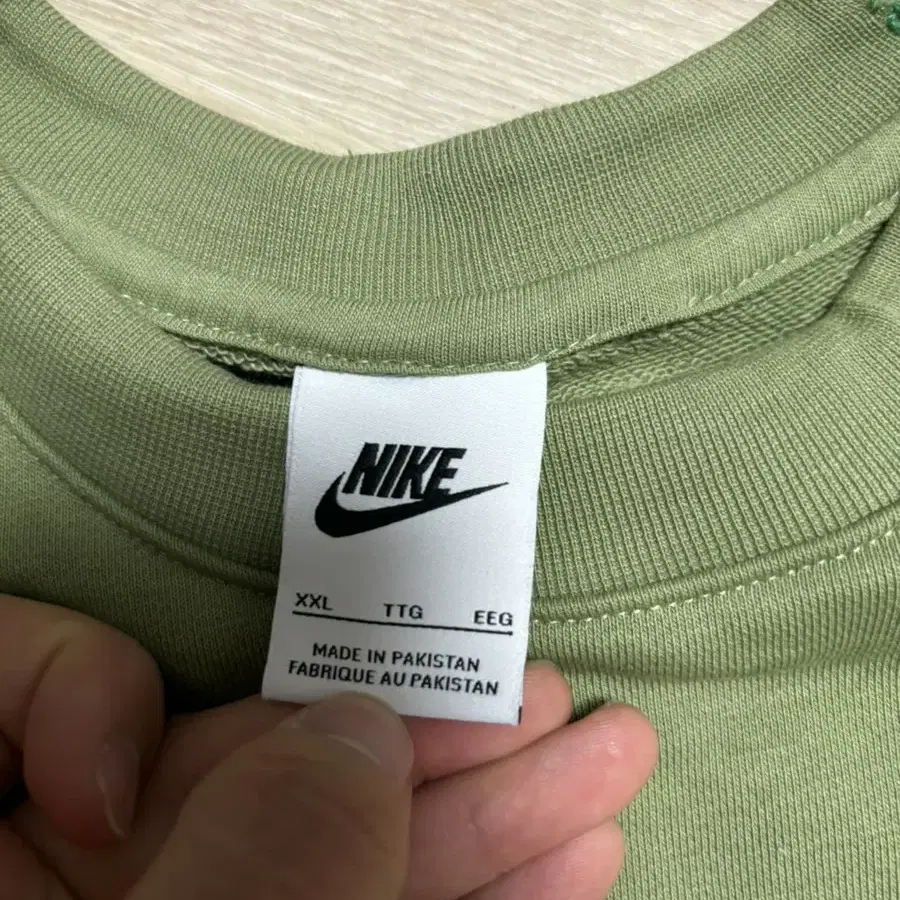 NIKE
XXL TTG EEG
MADE IN PAKISTAN
FABRIQUE AU PAKISTAN